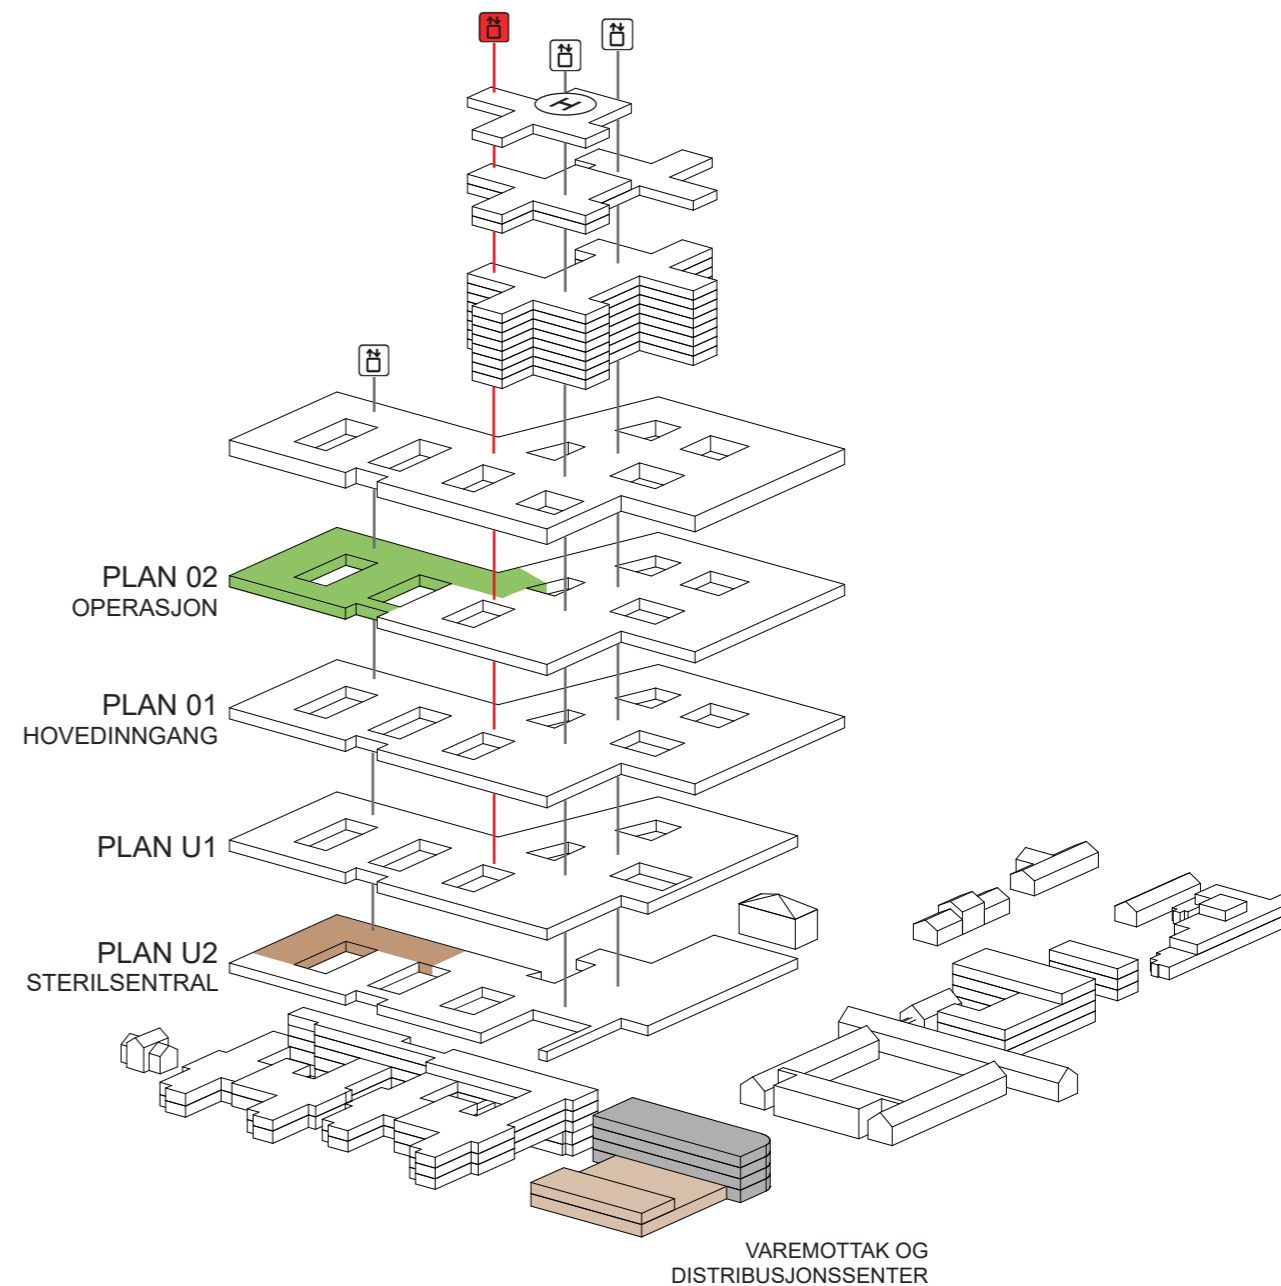 H
PLAN 02
OPERASJON
PLAN 01
HOVEDINNGANG
PLAN U1
PLAN U2
STERILSENTRAL
VAREMOTTAK OG
DISTRIBUSJONSSENTER